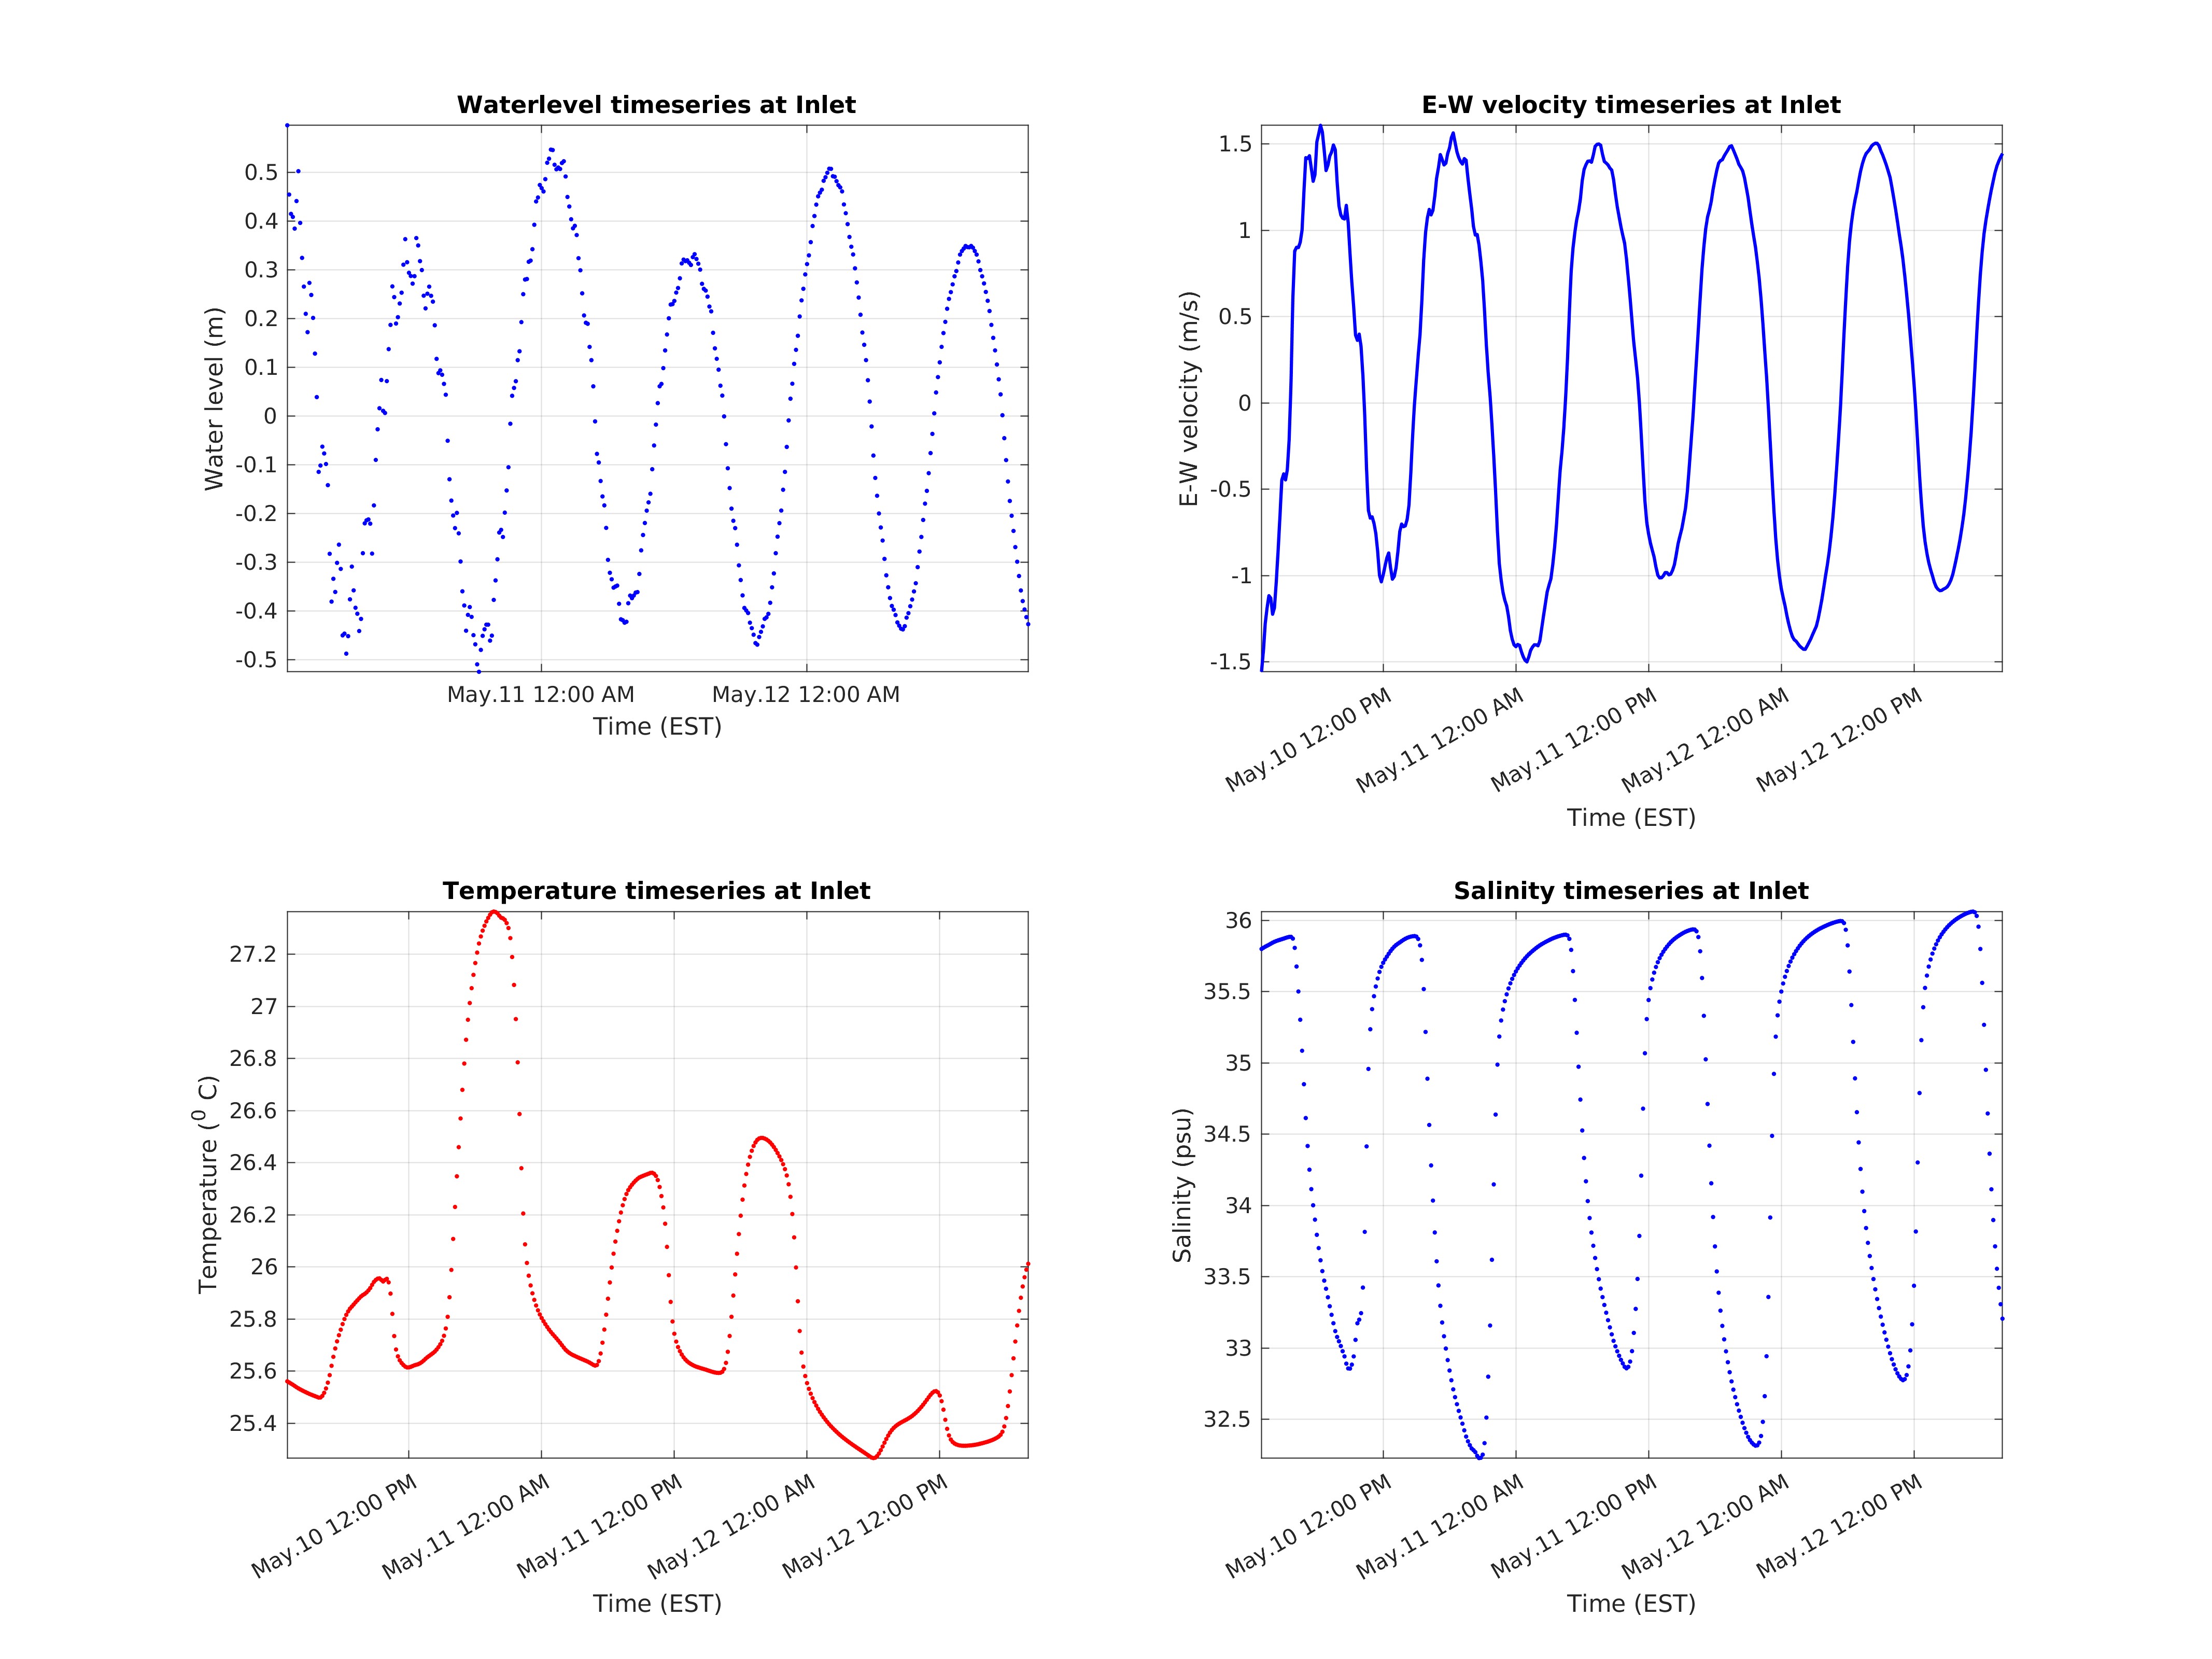 Waterlevel timeseries at Inlet
0.5
0.4
0.3
0.2
0.1
0
-0.1
-0.2
-0.3
-0.4
-0.5
Water level (m)
May.11 12:00 AM
May.12 12:00 AM
Time (EST)
E-W velocity timeseries at Inlet
1.5
1
0.5
0
-0.5
-1
-1.5
E-W velocity (m/s)
May.10 12:00 PM
May.11 12:00 AM
May.11 12:00 PM
May.12 12:00 AM
May.12 12:00 PM
Time (EST)
Temperature timeseries at Inlet
27.2
27
26.8
26.6
26.4
26.2
26
25.8
25.6
25.4
Temperature (⁰ C)
May.10 12:00 PM
May.11 12:00 AM
May.11 12:00 PM
May.12 12:00 AM
May.12 12:00 PM
Time (EST)
Salinity timeseries at Inlet
36
35.5
35
34.5
34
33.5
33
32.5
Salinity (psu)
May.10 12:00 PM
May.11 12:00 AM
May.11 12:00 PM
May.12 12:00 AM
May.12 12:00 PM
Time (EST)